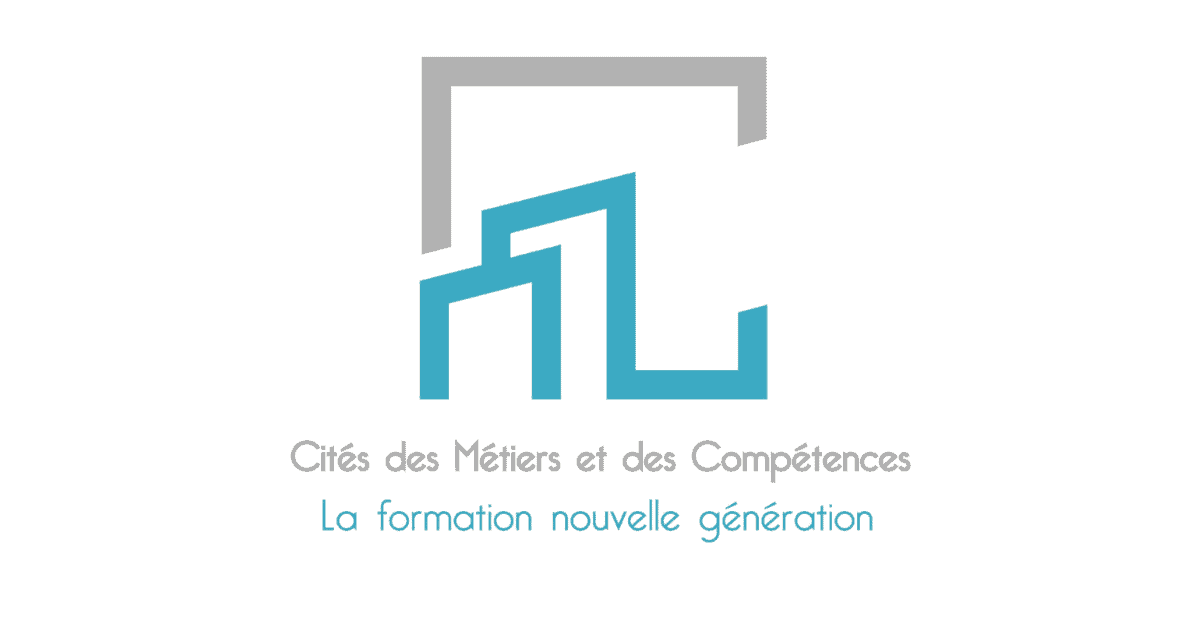 Cités des Métiers et des Compétences
La formation nouvelle génération